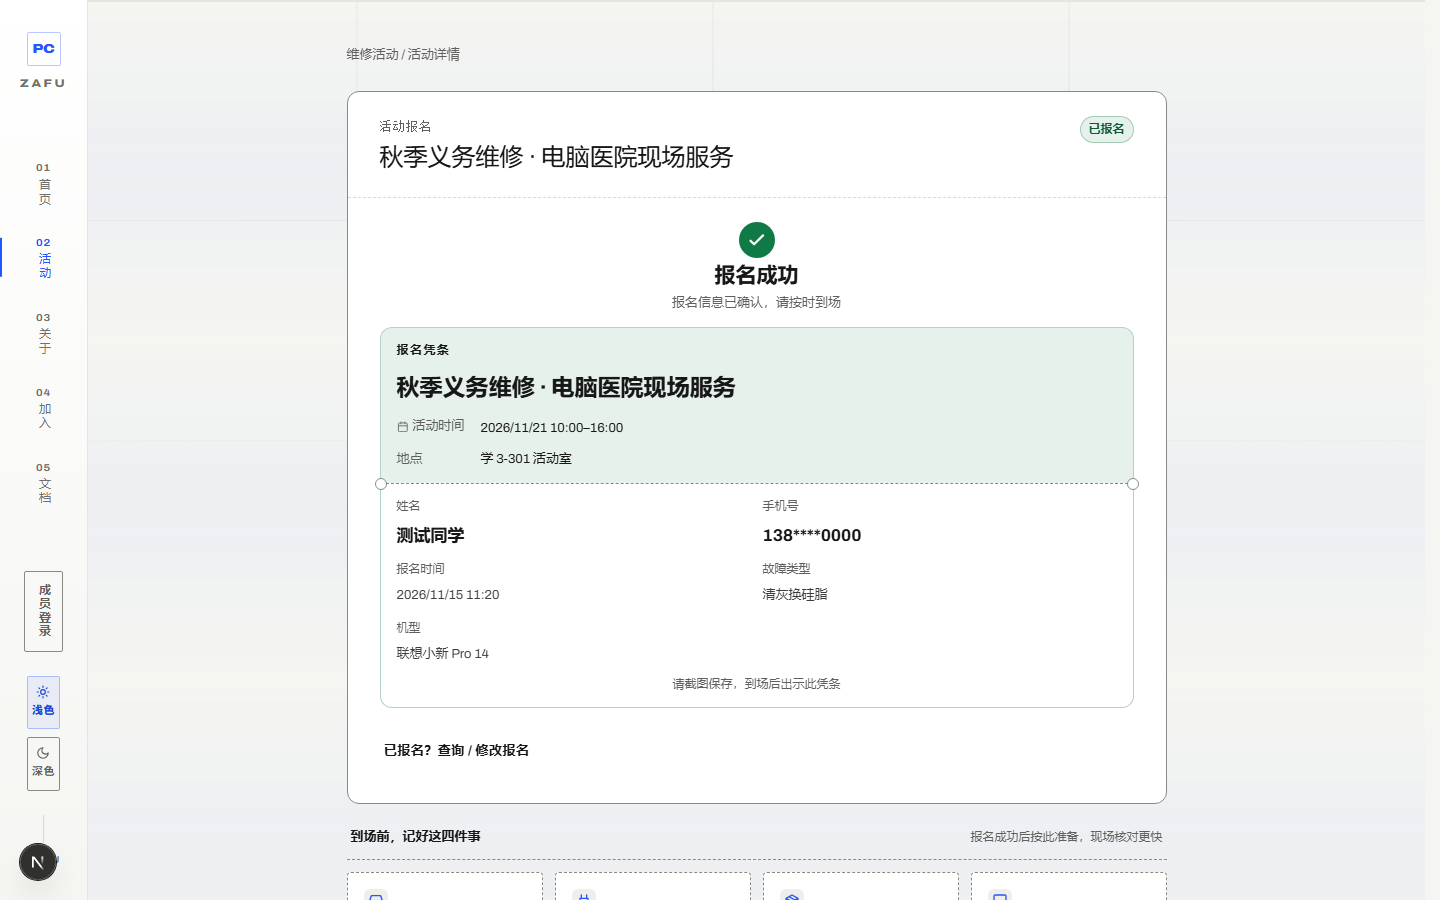 PC
ZAFU
01
首页
02
活动
03
关于
04
加入
05
文档
成员登录
浅色
深色
N
维修活动 / 活动详情
活动报名
已报名
秋季义务维修 · 电脑医院现场服务
报名成功
报名信息已确认，请按时到场
报名凭条
秋季义务维修 · 电脑医院现场服务
活动时间 2026/11/21 10:00–16:00
地点 学 3-301 活动室
姓名 手机号
测试同学 138****0000
报名时间 故障类型
2026/11/15 11:20 清灰换硅脂
机型
联想小新 Pro 14
请截图保存，到场后出示此凭条
已报名？查询 / 修改报名
到场前，记好这四件事 报名成功后按此准备，现场核对更快